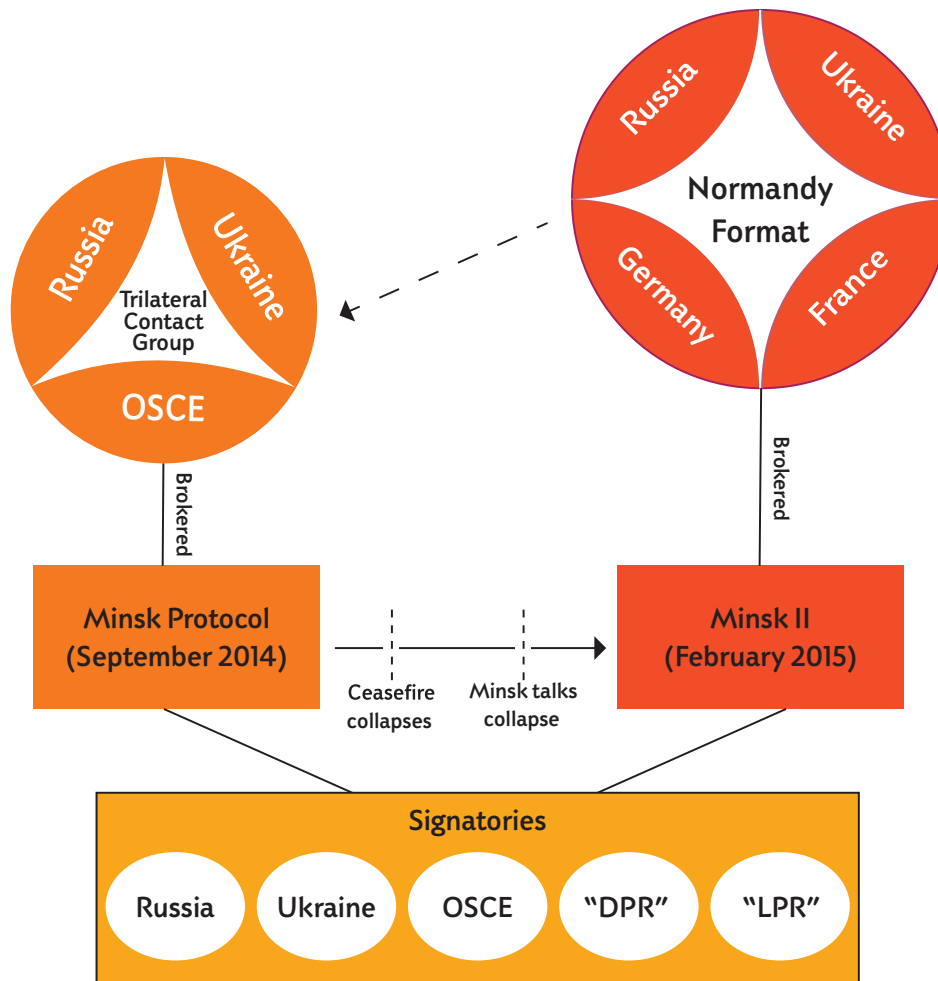 Russia
Ukraine
Normandy
Format
Germany
France
Russia
Ukraine
Trilateral
Contact
Group
OSCE
Brokered
Brokered
Minsk Protocol
(September 2014)
Ceasefire
collapses
Minsk talks
collapse
Minsk II
(February 2015)
Signatories
Russia
Ukraine
OSCE
“DPR”
“LPR”